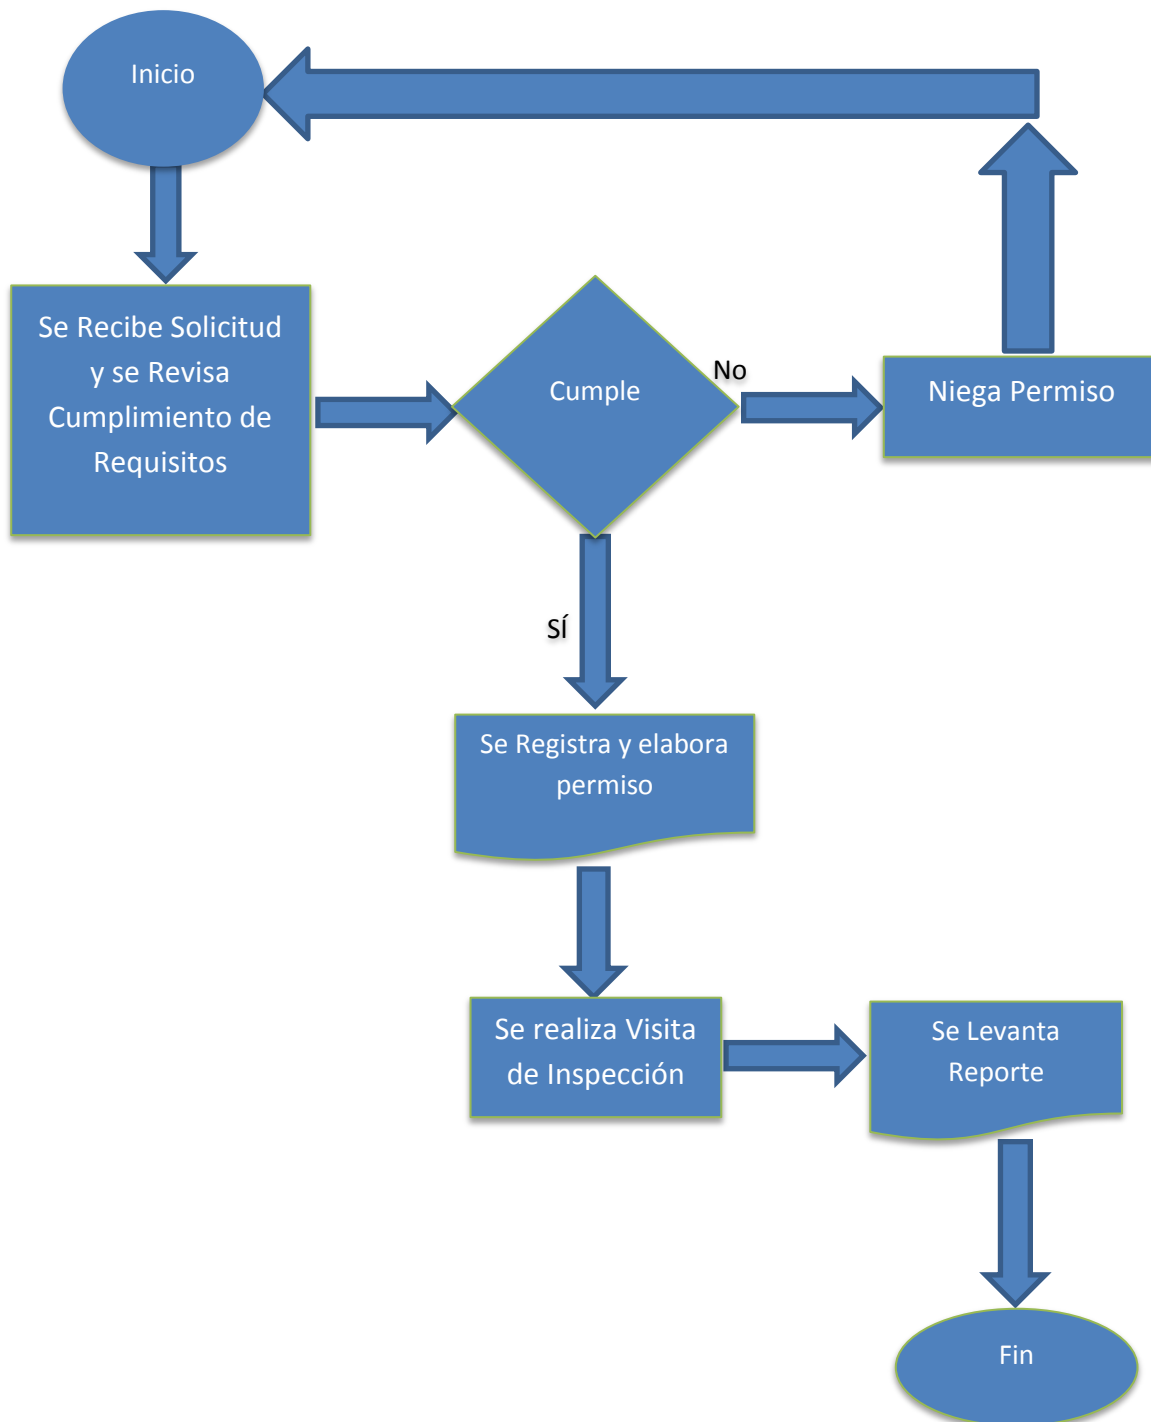 Inicio
Se Recibe Solicitud
y se Revisa
Cumplimiento de
Requisitos
Cumple
No
Niega Permiso
SÍ
Se Registra y elabora
permiso
Se realiza Visita
de Inspección
Se Levanta
Reporte
Fin